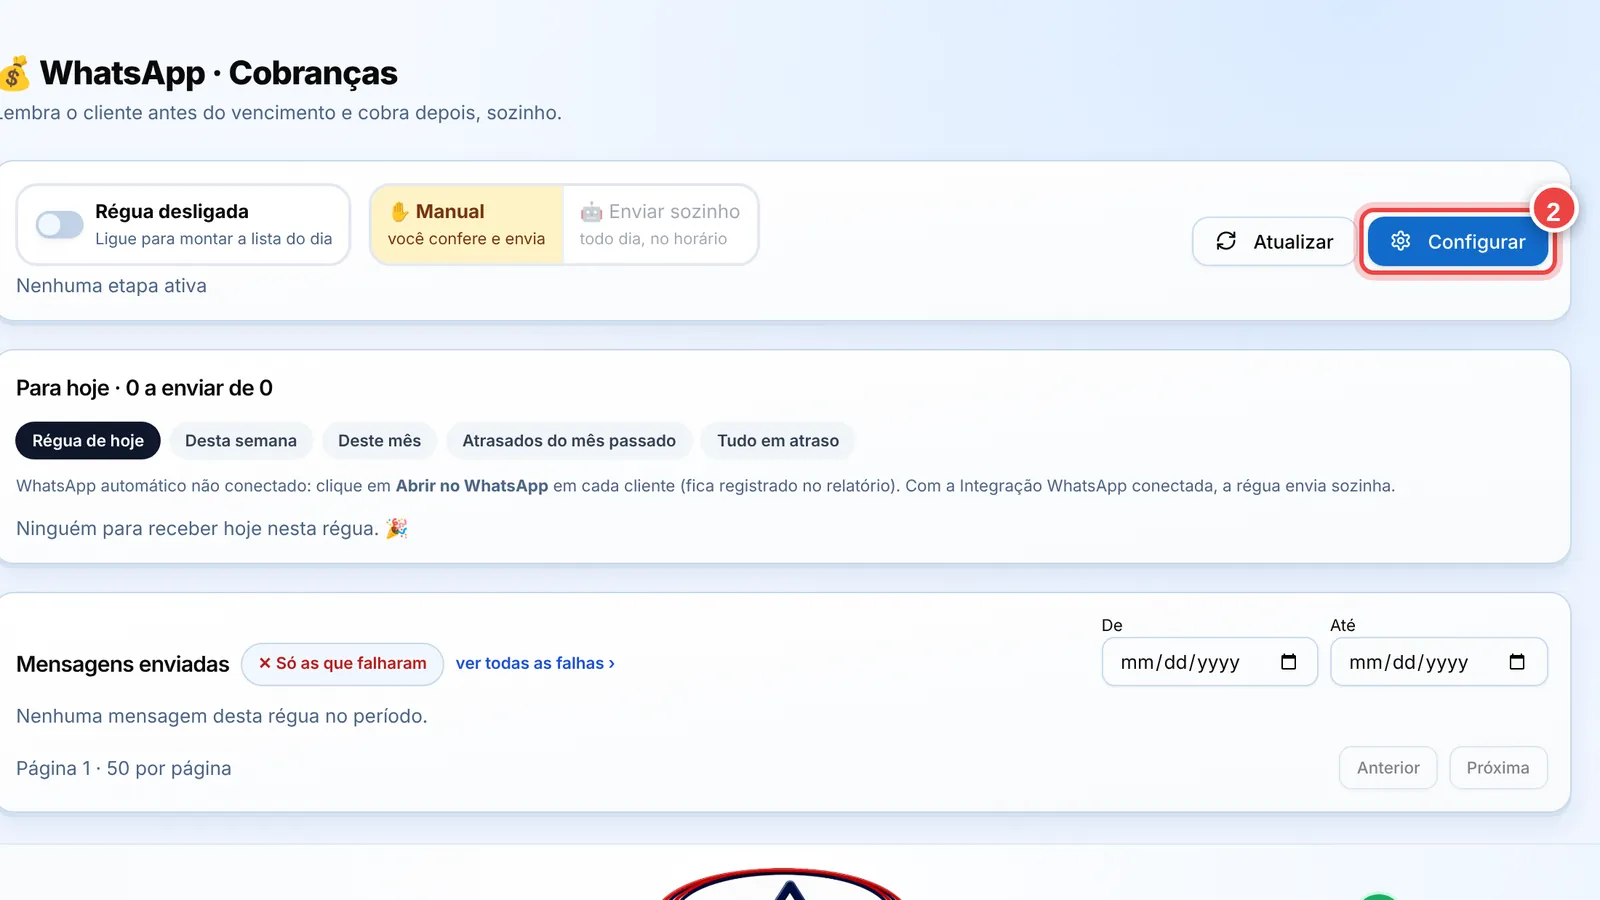 WhatsApp · Cobranças
Lembra o cliente antes do vencimento e cobra depois, sozinho.
Régua desligada
Ligue para montar a lista do dia
Manual
você confere e envia
Enviar sozinho
todo dia, no horário
Atualizar
Configurar
2
Nenhuma etapa ativa
Para hoje · 0 a enviar de 0
Régua de hoje
Desta semana
Deste mês
Atrasados do mês passado
Tudo em atraso
WhatsApp automático não conectado: clique em Abrir no WhatsApp em cada cliente (fica registrado no relatório). Com a Integração WhatsApp conectada, a régua envia sozinha.
Ninguém para receber hoje nesta régua. 🎉
Mensagens enviadas
✕ Só as que falharam
ver todas as falhas ›
De
mm/dd/yyyy
Até
mm/dd/yyyy
Nenhuma mensagem desta régua no período.
Página 1 · 50 por página
Anterior
Próxima